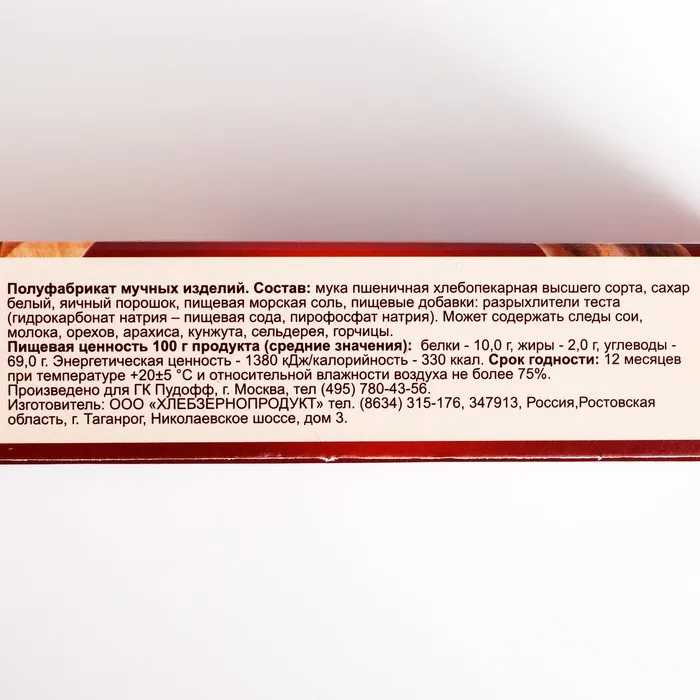 Полуфабрикат мучных изделий. Состав: мука пшеничная хлебопекарная высшего сорта, сахар
белый, яичный порошок, пищевая морская соль, пищевые добавки: разрыхлители теста
(гидрокарбонат натрия – пищевая сода, пирофосфат натрия). Может содержать следы сои,
молока, орехов, арахиса, кунжута, сельдерея, горчицы.
Пищевая ценность 100 г продукта (средние значения): белки - 10,0 г, жиры - 2,0 г, углеводы -
69,0 г. Энергетическая ценность - 1380 кДж/калорийность - 330 ккал. Срок годности: 12 месяцев
при температуре +20±5 °С и относительной влажности воздуха не более 75%.
Произведено для ГК Пудофф, г. Москва, тел (495) 780-43-56.
Изготовитель: ООО «ХЛЕБЗЕРНОПРОДУКТ» тел. (8634) 315-176, 347913, Россия,Ростовская
область, г. Таганрог, Николаевское шоссе, дом 3.